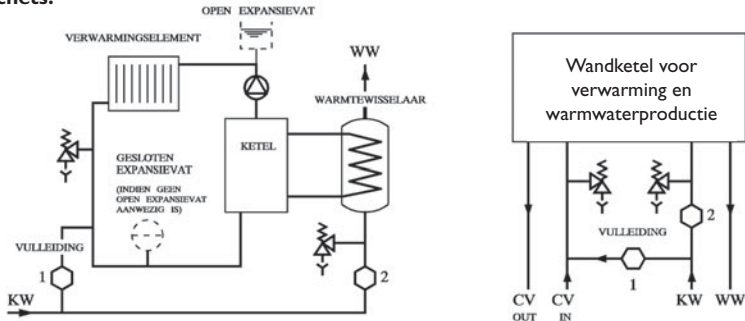 OPEN EXPANSIEVAT
VERWARMINGSELEMENT
WW
WARMTEWISSELAAR
KETEL
GESLOTEN
EXPANSIEVAT
(INDIEN GEEN
OPEN EXPANSIEVAT
AANWEZIG IS)
VULLEIDING
1
2
KW
Wandketel voor
verwarming en
warmwaterproductie
2
VULLEIDING
1
CV
OUT
CV
IN
KW
WW